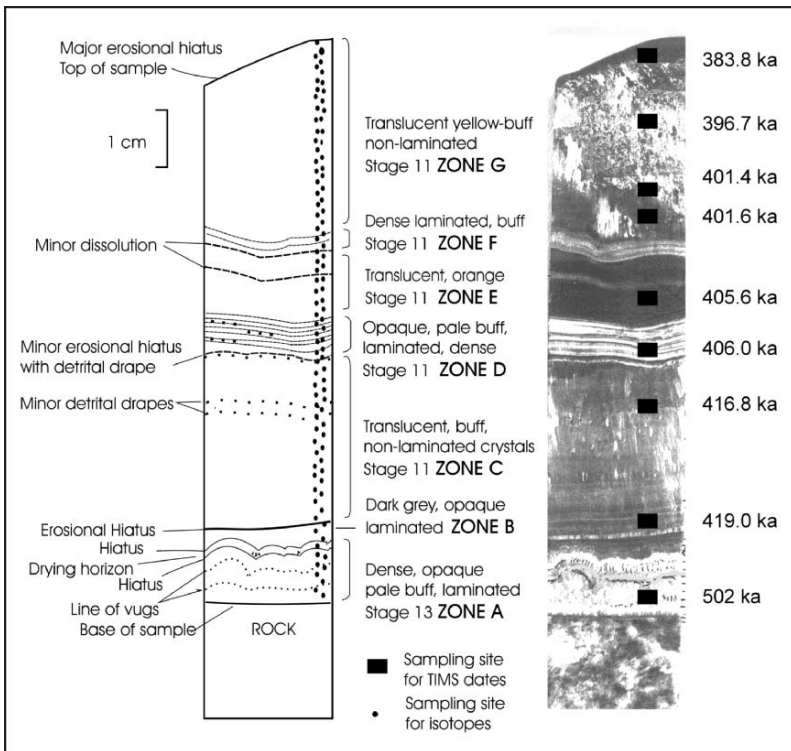 Major erosional hiatus
Top of sample
1 cm
Minor dissolution
Minor erosional hiatus
with detrital drape
Minor detrital drapes
Erosional Hiatus
Hiatus
Drying horizon
Hiatus
Line of vugs
Base of sample
ROCK
Translucent yellow-buff
non-laminated
Stage 11 ZONE G
Dense laminated, buff
Stage 11 ZONE F
Translucent, orange
Stage 11 ZONE E
Opaque, pale buff,
laminated, dense
Stage 11 ZONE D
Translucent, buff,
non-laminated crystals
Stage 11 ZONE C
Dark grey, opaque
laminated ZONE B
Dense, opaque
pale buff, laminated
Stage 13 ZONE A
Sampling site
for TIMS dates
Sampling site
for isotopes
383.8 ka
396.7 ka
401.4 ka
401.6 ka
405.6 ka
406.0 ka
416.8 ka
419.0 ka
502 ka